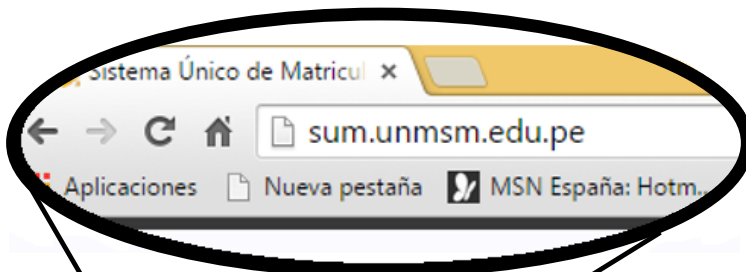 Sistema Único de Matricul
sum.unmsm.edu.pe
Aplicaciones Nueva pestaña MSN España: Hotm...